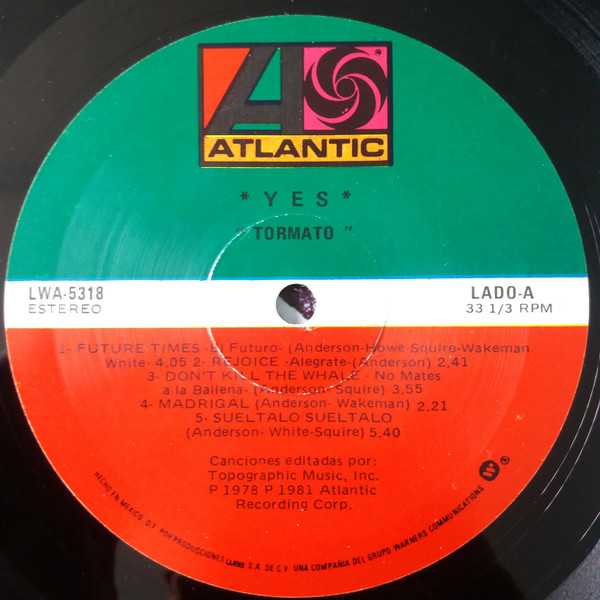 ATLANTIC
* YES *
" TORMATO "
LWA-5318
ESTEREO
LADO-A
33 1/3 RPM
1- FUTURE TIMES -El Futuro- (Anderson-Howe-Squire-Wakeman
White- 4,05 2- REJOICE -Alegrate-(Anderson) 2,41
3- DON'T KILL THE WHALE - No Mates
a la Ballena- (Anderson- Squire) 3,55
4- MADRIGAL (Anderson- Wakeman) 2,21
5- SUELTALO SUELTALO
(Anderson- White-Squire) 5,40
Canciones editadas por:
Topographic Music, Inc.
P 1978 P 1981 Atlantic
Recording Corp.
HECHO EN MEXICO, D.F. POR PRODUCCIONES WEA S.A. DE C.V. UNA COMPAÑIA DEL GRUPO WARNERS COMMUNICATIONS